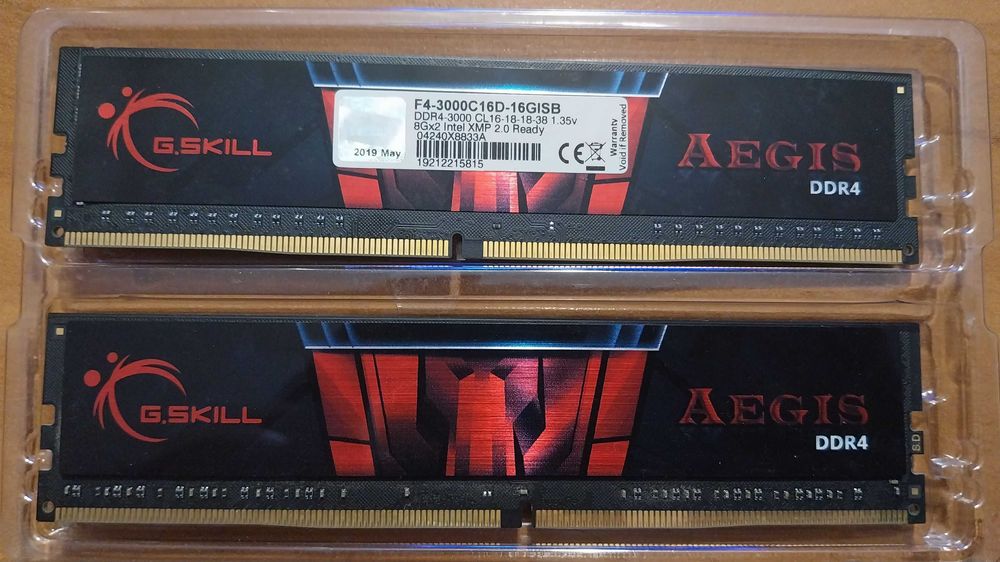 G.SKILL
F4-3000C16D-16GISB
DDR4-3000 CL16-18-18-38 1.35v
8Gx2 Intel XMP 2.0 Ready
04240X8833A
2019 May
19212215815
CE
Warranty
Void if Removed
AEGIS
DDR4
G.SKILL
AEGIS
DDR4
S.D